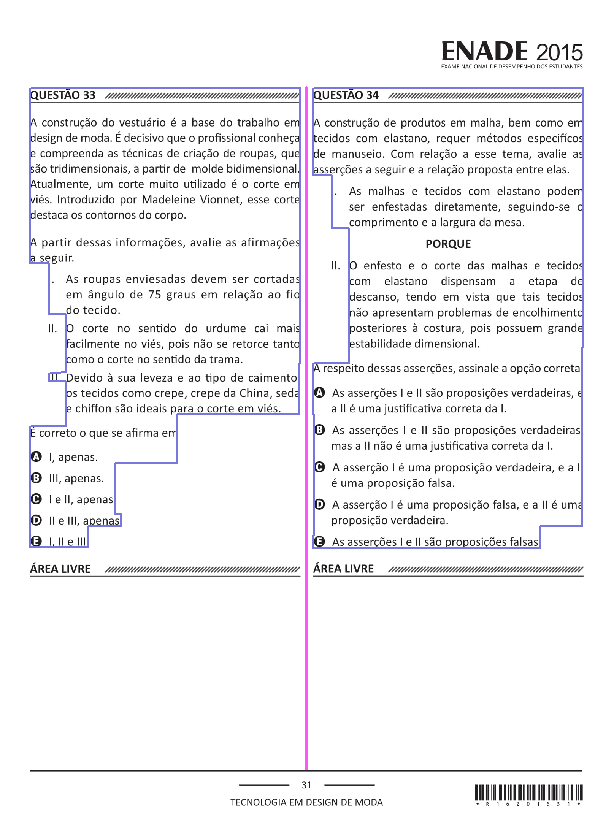 ENADE 2015
EXAME NACIONAL DE DESEMPENHO DOS ESTUDANTES
QUESTÃO 33
A construção do vestuário é a base do trabalho em
design de moda. É decisivo que o profissional conheça
e compreenda as técnicas de criação de roupas, que
são tridimensionais, a partir de molde bidimensional.
Atualmente, um corte muito utilizado é o corte em
viés. Introduzido por Madeleine Vionnet, esse corte
destaca os contornos do corpo.
A partir dessas informações, avalie as afirmações
a seguir.
I. As roupas enviesadas devem ser cortadas
em ângulo de 75 graus em relação ao fio
do tecido.
II. O corte no sentido do urdume cai mais
facilmente no viés, pois não se retorce tanto
como o corte no sentido da trama.
III. Devido à sua leveza e ao tipo de caimento,
os tecidos como crepe, crepe da China, seda
e chiffon são ideais para o corte em viés.
É correto o que se afirma em
A I, apenas.
B III, apenas.
C I e II, apenas.
D II e III, apenas.
E I, II e III.
ÁREA LIVRE
QUESTÃO 34
A construção de produtos em malha, bem como em
tecidos com elastano, requer métodos específicos
de manuseio. Com relação a esse tema, avalie as
asserções a seguir e a relação proposta entre elas.
I. As malhas e tecidos com elastano podem
ser enfestadas diretamente, seguindo-se o
comprimento e a largura da mesa.
PORQUE
II. O enfesto e o corte das malhas e tecidos
com elastano dispensam a etapa de
descanso, tendo em vista que tais tecidos
não apresentam problemas de encolhimento
posteriores à costura, pois possuem grande
estabilidade dimensional.
A respeito dessas asserções, assinale a opção correta.
A As asserções I e II são proposições verdadeiras, e
a II é uma justificativa correta da I.
B As asserções I e II são proposições verdadeiras,
mas a II não é uma justificativa correta da I.
C A asserção I é uma proposição verdadeira, e a II
é uma proposição falsa.
D A asserção I é uma proposição falsa, e a II é uma
proposição verdadeira.
E As asserções I e II são proposições falsas.
ÁREA LIVRE
31
TECNOLOGIA EM DESIGN DE MODA
*R16201531*